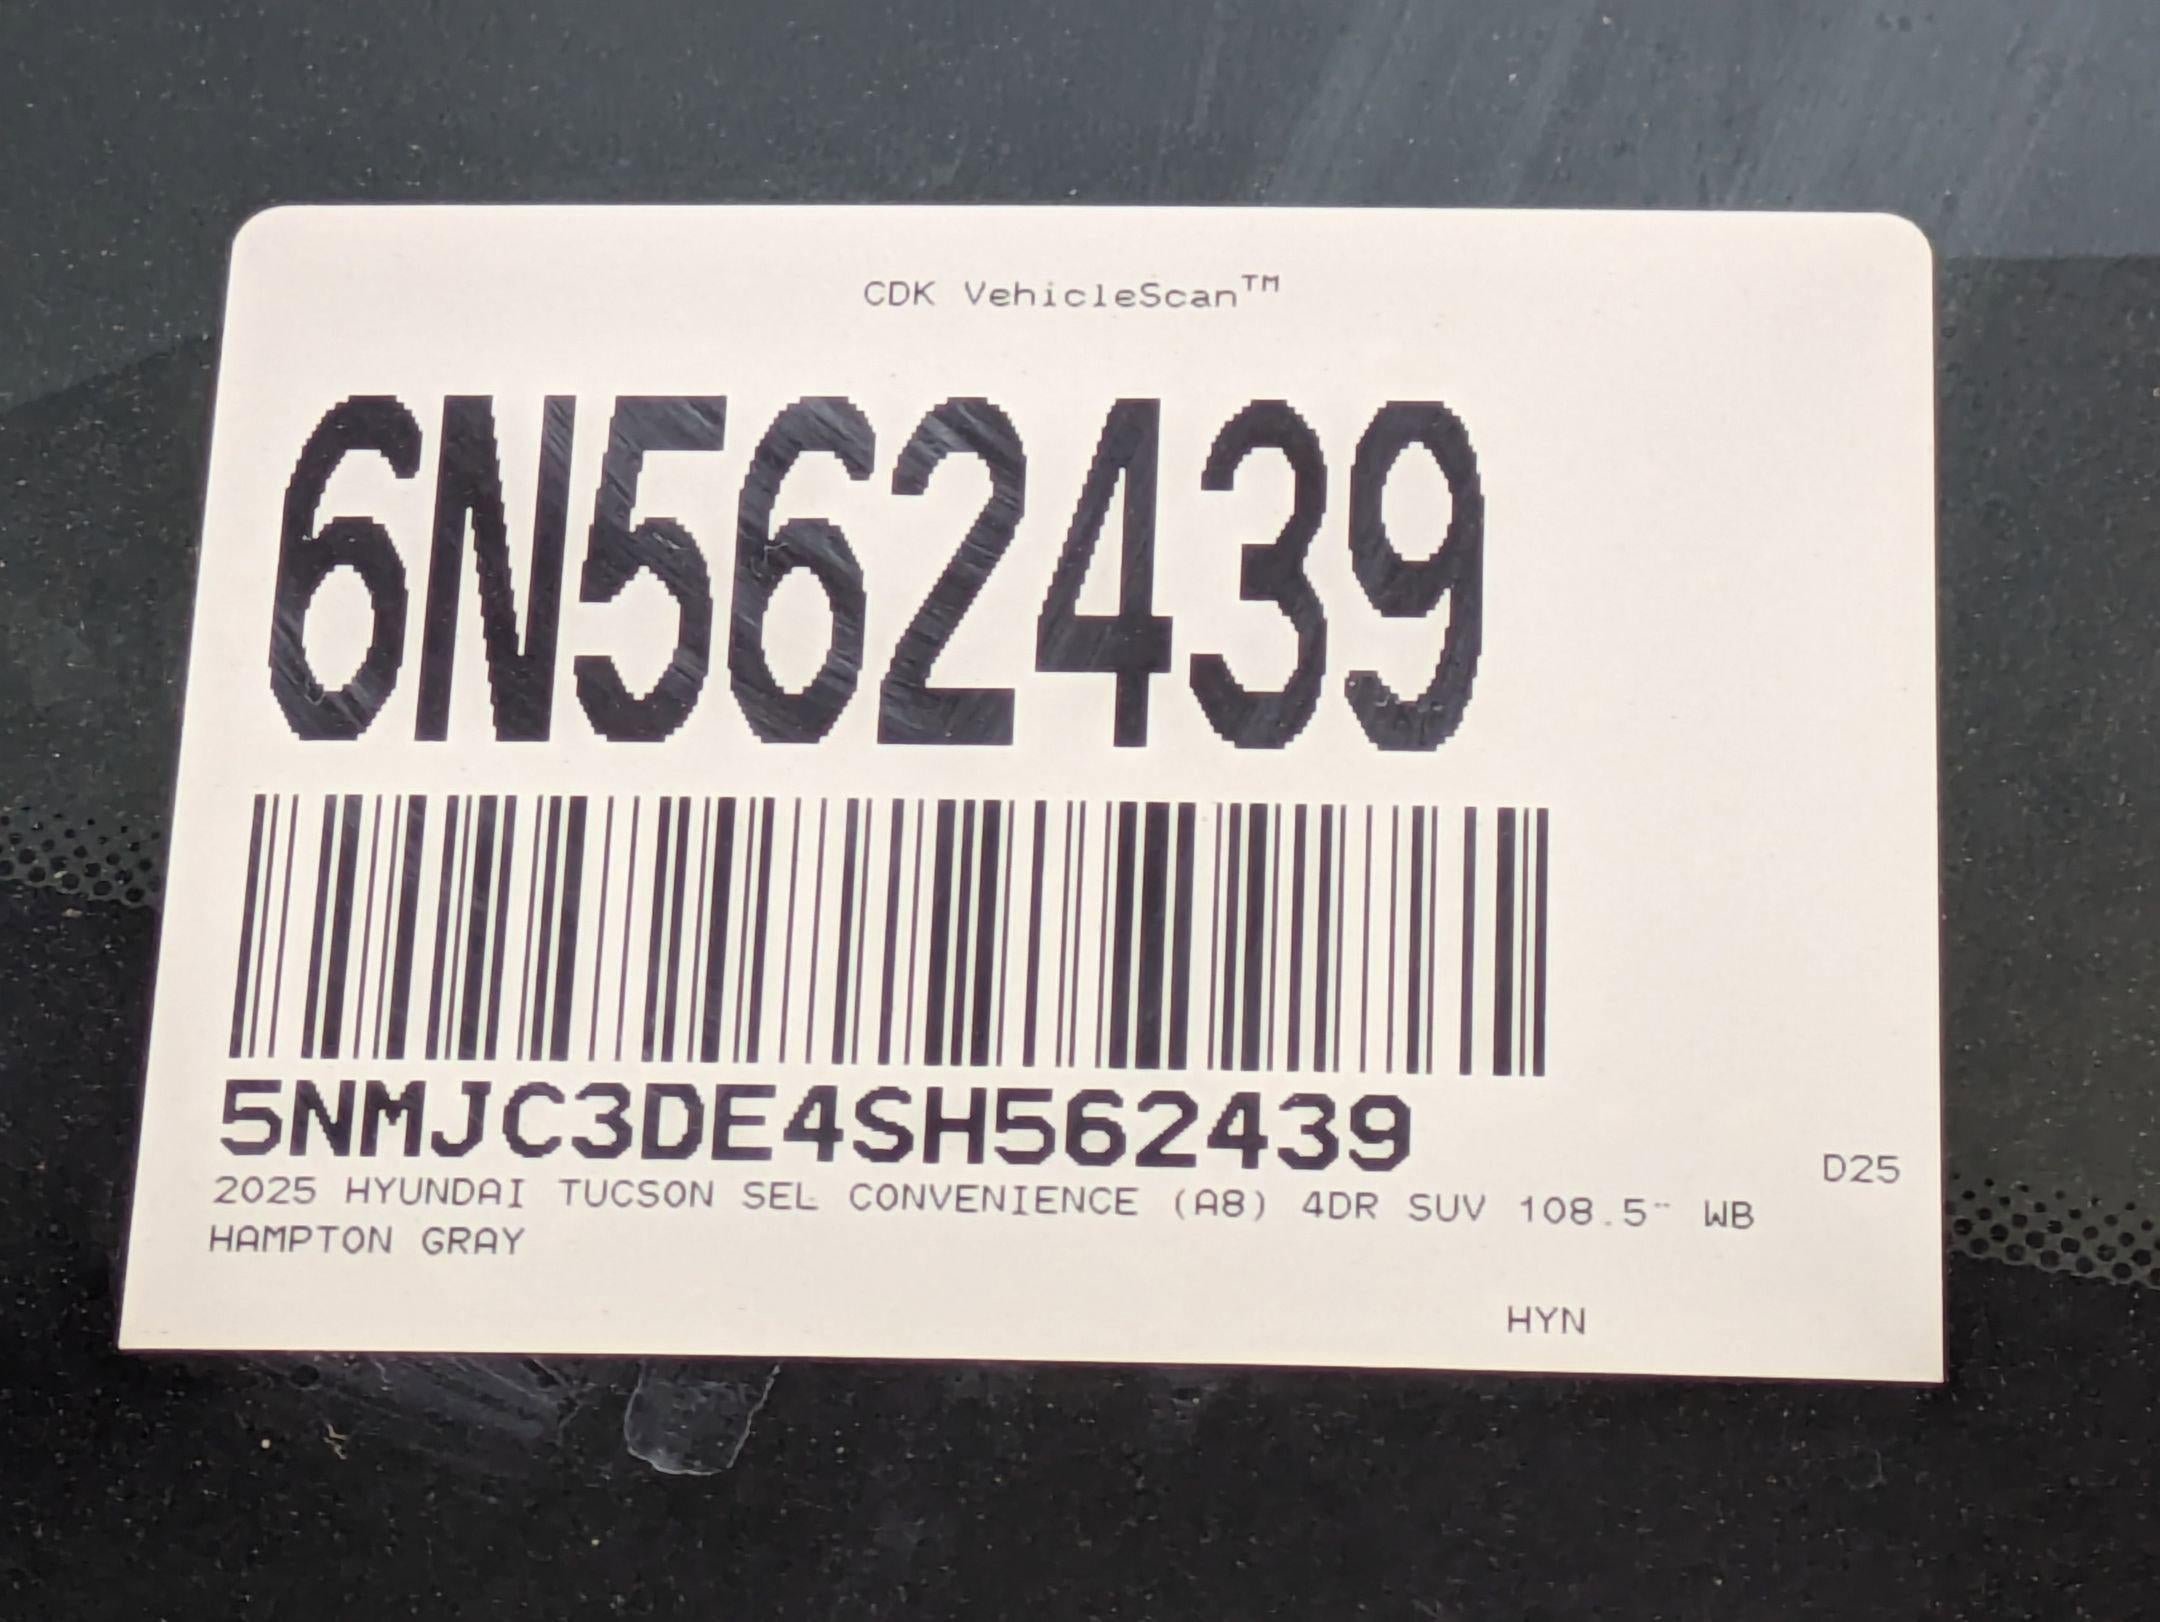 CDK VehicleScan™
6N562439
5NMJC3DE4SH562439
D25
2025 HYUNDAI TUCSON SEL CONVENIENCE (A8) 4DR SUV 108.5" WB
HAMPTON GRAY
HYN